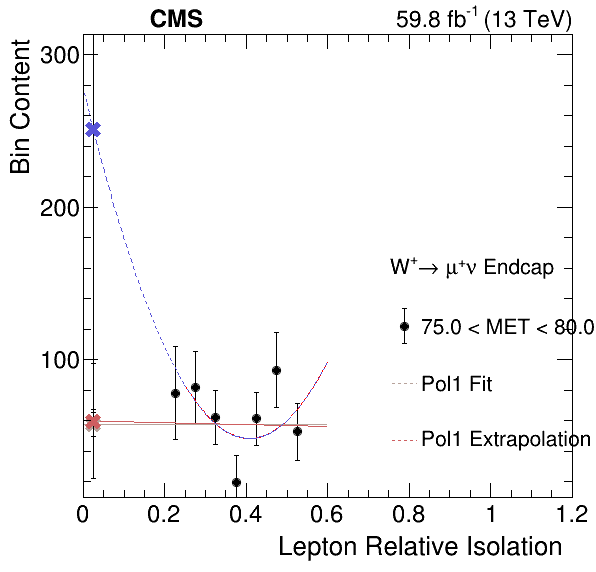 CMS 59.8 fb⁻¹ (13 TeV)
Bin Content
300
200
100
W⁺→ μ⁺ν Endcap
75.0 < MET < 80.0
Pol1 Fit
Pol1 Extrapolation
0 0.2 0.4 0.6 0.8 1 1.2
Lepton Relative Isolation